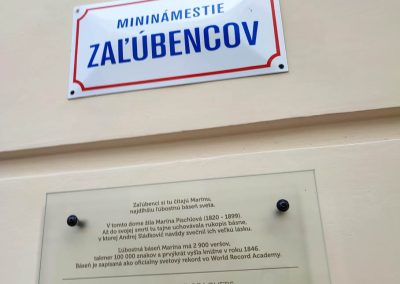 MININÁMESTIE
ZAĽÚBENCOV
Zaľúbenci si tu čítajú Marínu,
najdlhšiu ľúbostnú báseň sveta.
V tomto dome žila Marína Pischlová (1820 - 1899).
Až do svojej smrti tu tajne uchovávala rukopis básne,
v ktorej Andrej Sládkovič navždy zvečnil ich veľkú lásku.
Ľúbostná báseň Marína má 2 900 veršov,
takmer 100 000 znakov a prvýkrát vyšla knižne v roku 1846.
Báseň je zapísaná ako oficiálny svetový rekord vo World Record Academy.